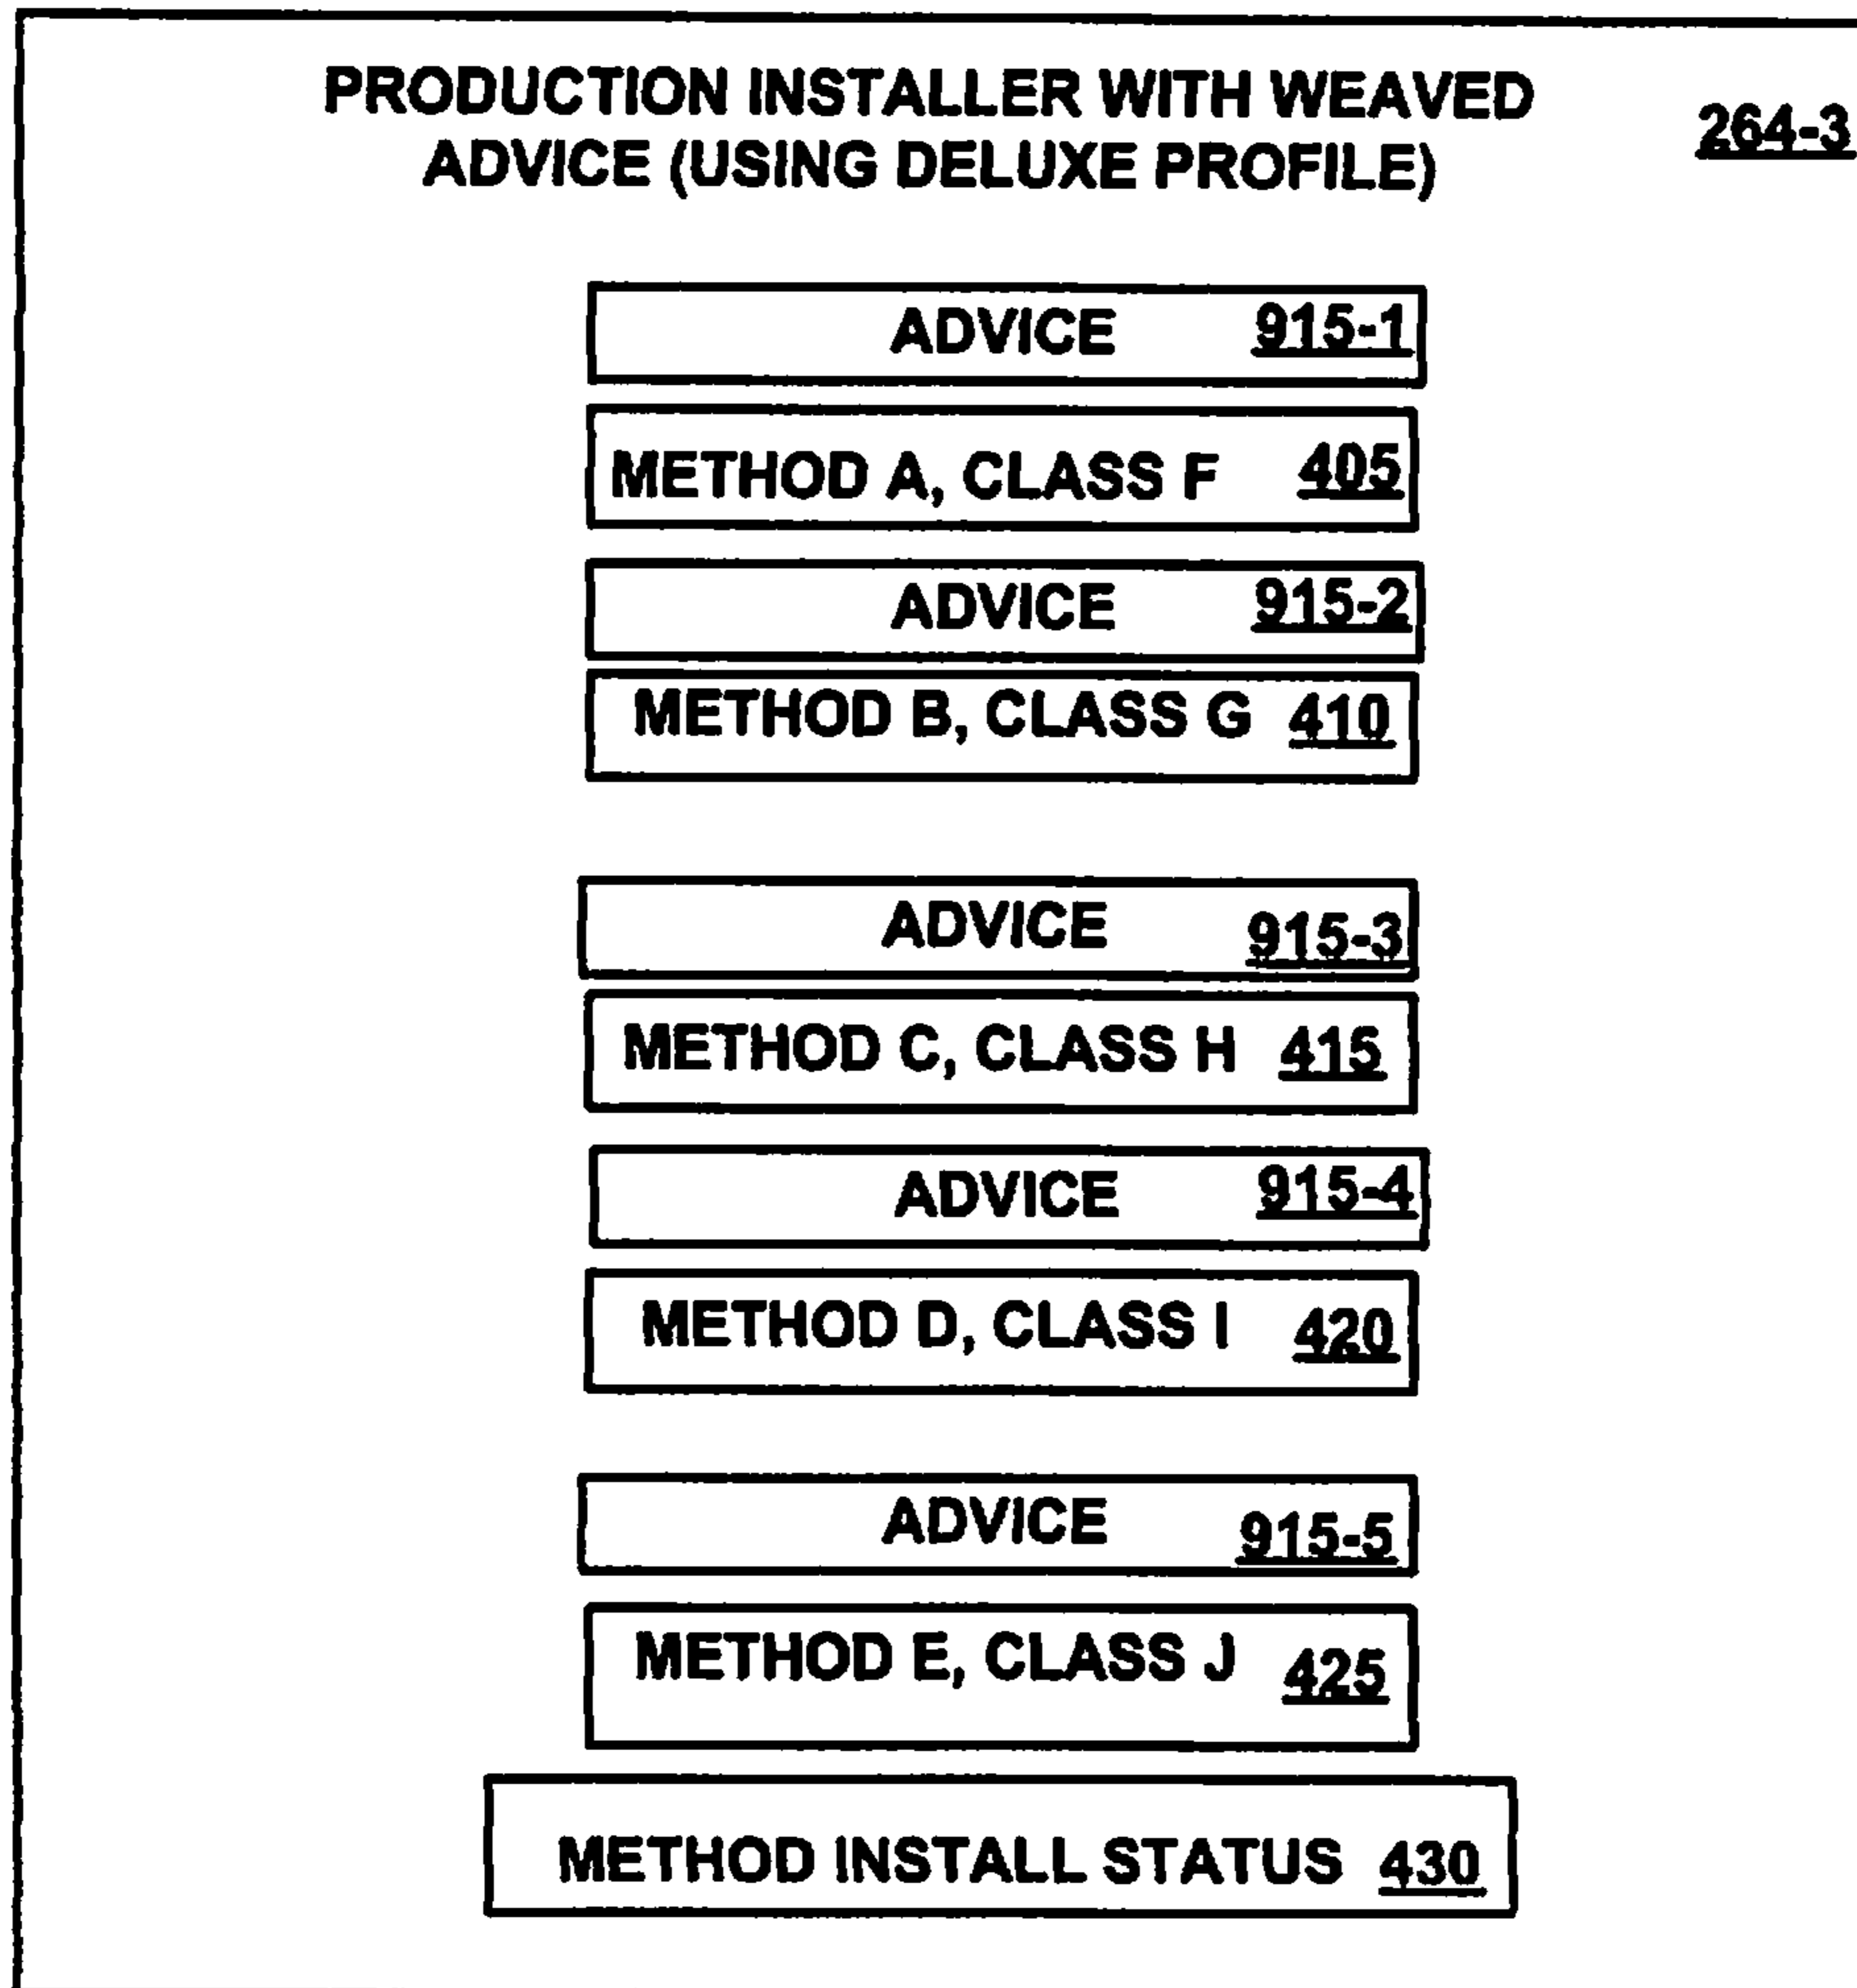 PRODUCTION INSTALLER WITH WEAVED
ADVICE (USING DELUXE PROFILE)
264-3
ADVICE 915-1
METHOD A, CLASS F 405
ADVICE 915-2
METHOD B, CLASS G 410
ADVICE 915-3
METHOD C, CLASS H 415
ADVICE 915-4
METHOD D, CLASS I 420
ADVICE 915-5
METHOD E, CLASS J 425
METHOD INSTALL STATUS 430